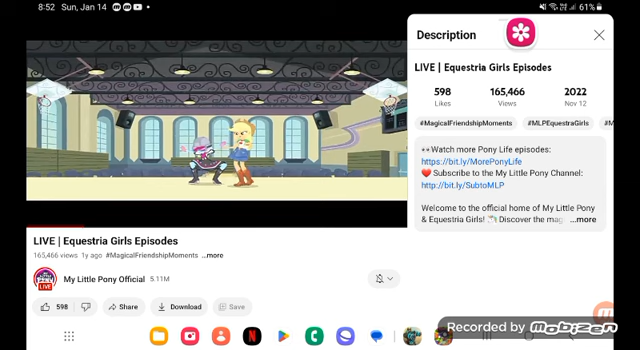 8:52 Sun, Jan 14
61%
Description
LIVE | Equestria Girls Episodes
598 165,466 2022
Likes Views Nov 12
#MagicalFriendshipMoments #MLPEquestriaGirls #M
👀Watch more Pony Life episodes:
https://bit.ly/MorePonyLife
❤️ Subscribe to the My Little Pony Channel:
http://bit.ly/SubtoMLP
Welcome to the official home of My Little Pony
& Equestria Girls! Discover the mag ...more
LIVE | Equestria Girls Episodes
165,466 views 1y ago #MagicalFriendshipMoments ...more
LIVE
My Little Pony Official 5.11M
598 Share Download Save
Recorded by Mobizen